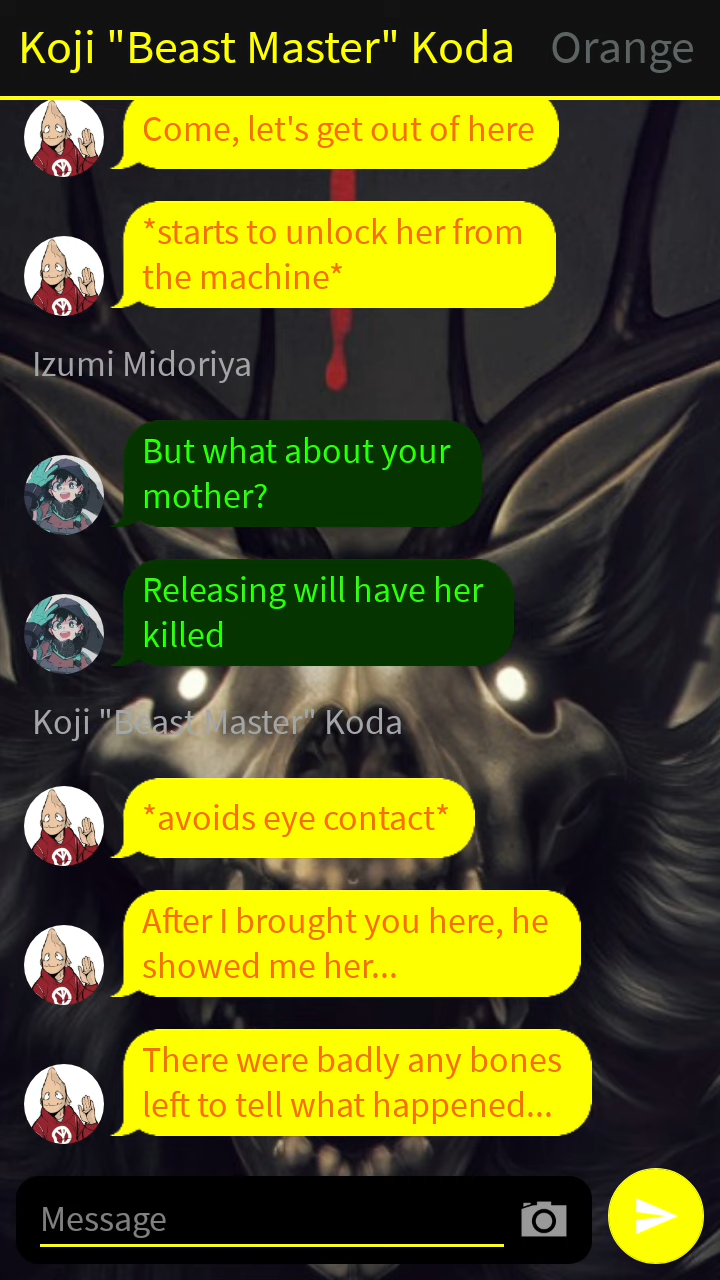 Koji "Beast Master" Koda Orange
Come, let's get out of here
*starts to unlock her from
the machine*
Izumi Midoriya
But what about your
mother?
Releasing will have her
killed
Koji "Beast Master" Koda
*avoids eye contact*
After I brought you here, he
showed me her...
There were badly any bones
left to tell what happened...
Message